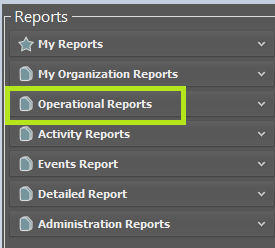 Reports
My Reports
My Organization Reports
Operational Reports
Activity Reports
Events Report
Detailed Report
Administration Reports